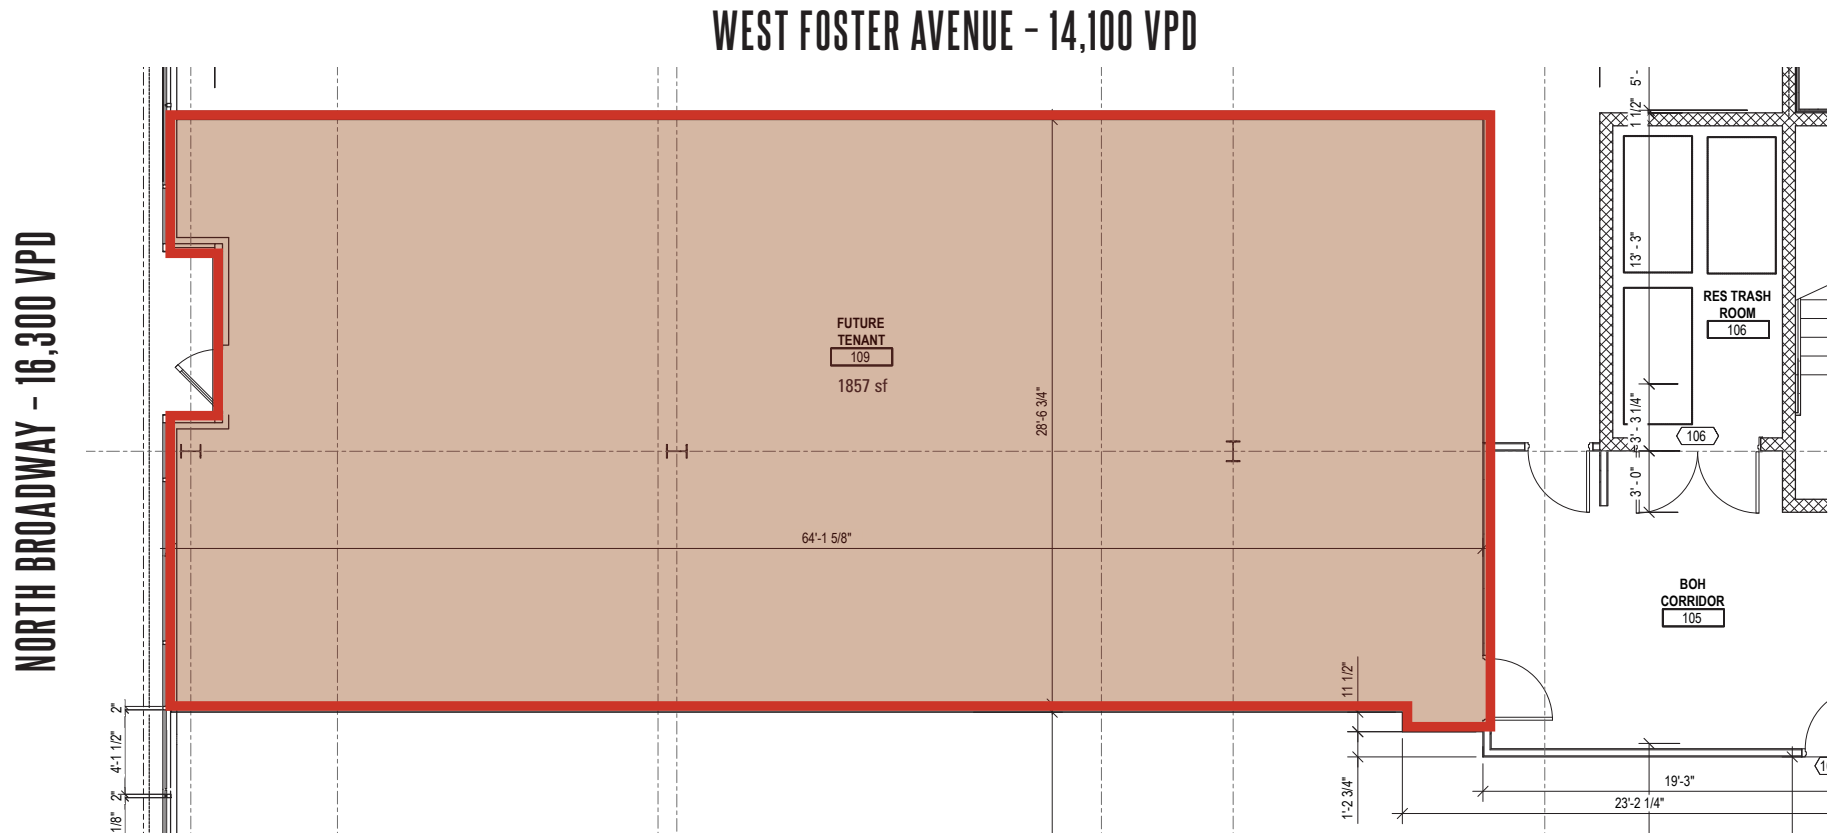 WEST FOSTER AVENUE – 14,100 VPD
NORTH BROADWAY – 16,300 VPD
FUTURE
TENANT
109
1857 sf
28'-6 3/4"
64'-1 5/8"
5'-
1 1/2"
13' - 3"
3' - 3 1/4"
3' - 0"
RES TRASH
ROOM
106
106
BOH
CORRIDOR
105
11 1/2"
1'-2 3/4"
19'-3"
23'-2 1/4"
2"
4'-1 1/2"
2"
1/8"